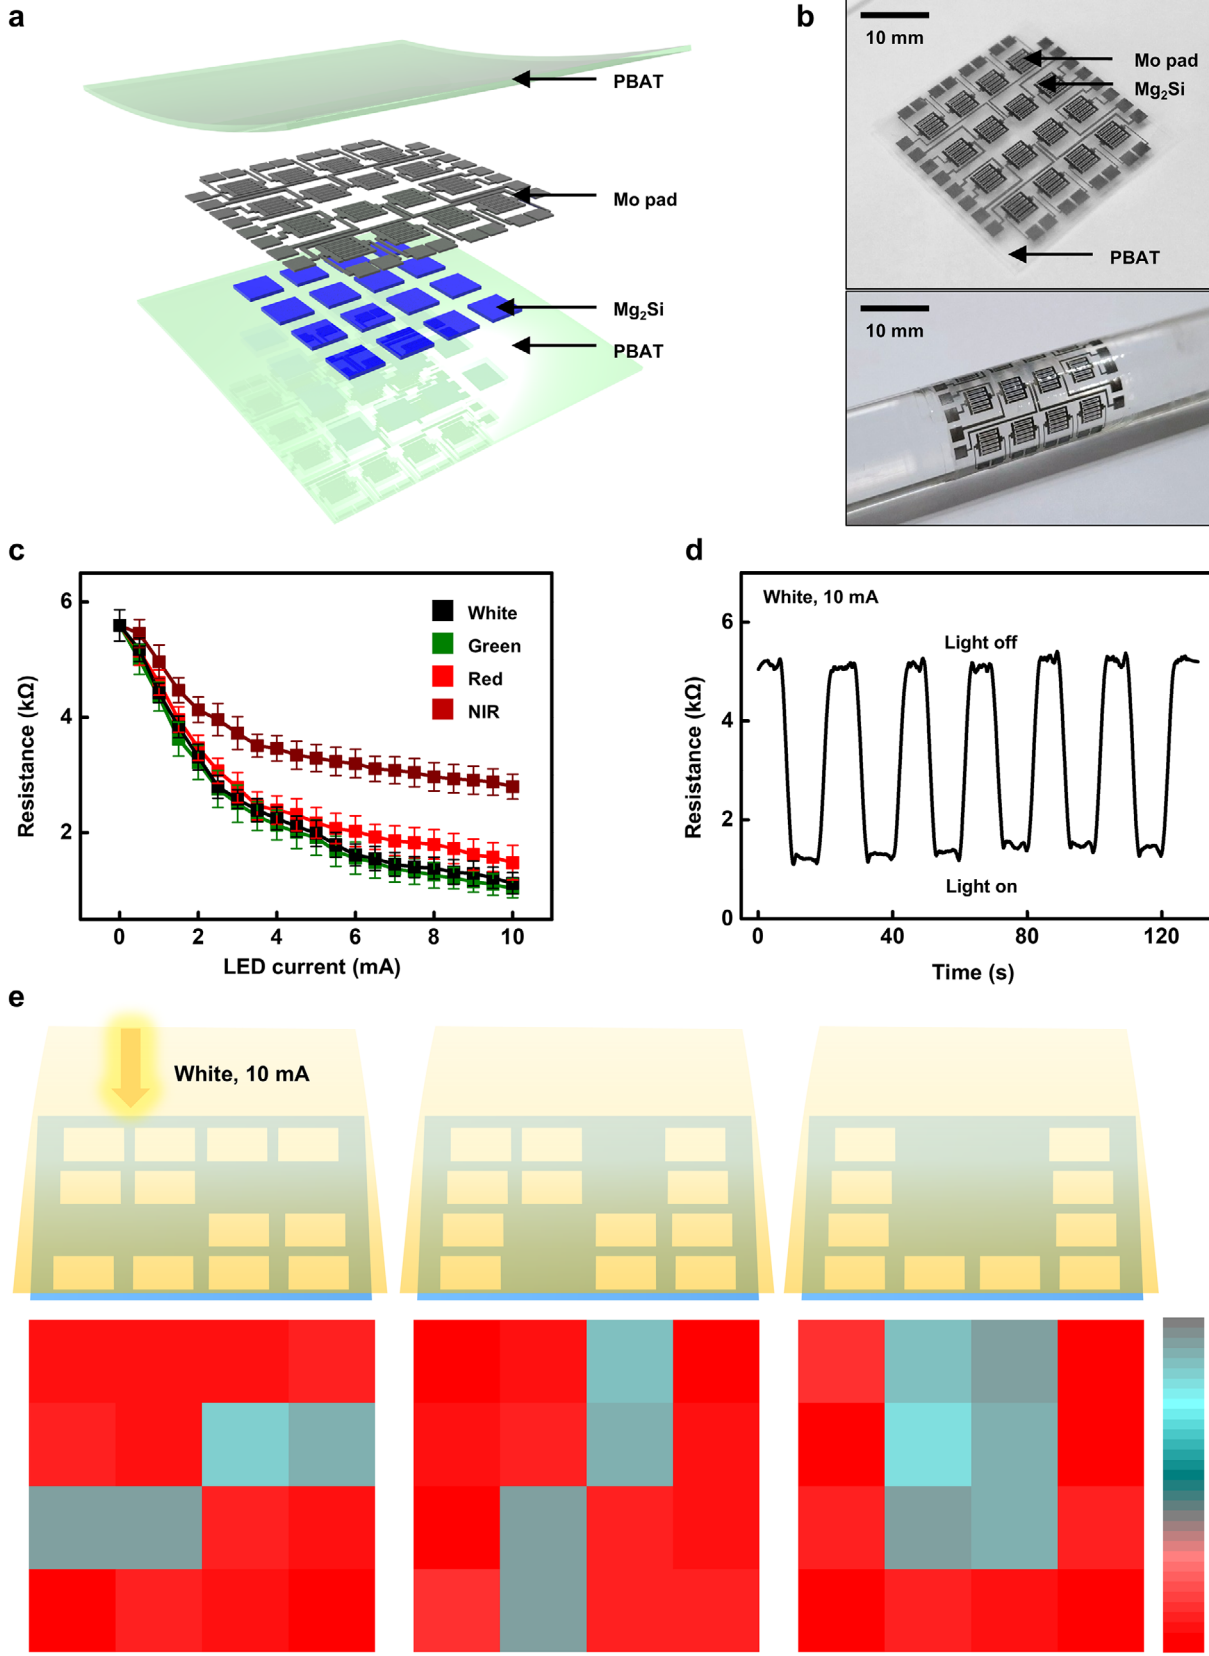 a
PBAT
Mo pad
Mg₂Si
PBAT
b
10 mm
Mo pad
Mg₂Si
PBAT
10 mm
c
6
4
2
0 2 4 6 8 10
Resistance (kΩ)
LED current (mA)
White
Green
Red
NIR
d
White, 10 mA
Light off
Light on
6
4
2
0
0 40 80 120
Resistance (kΩ)
Time (s)
e
White, 10 mA